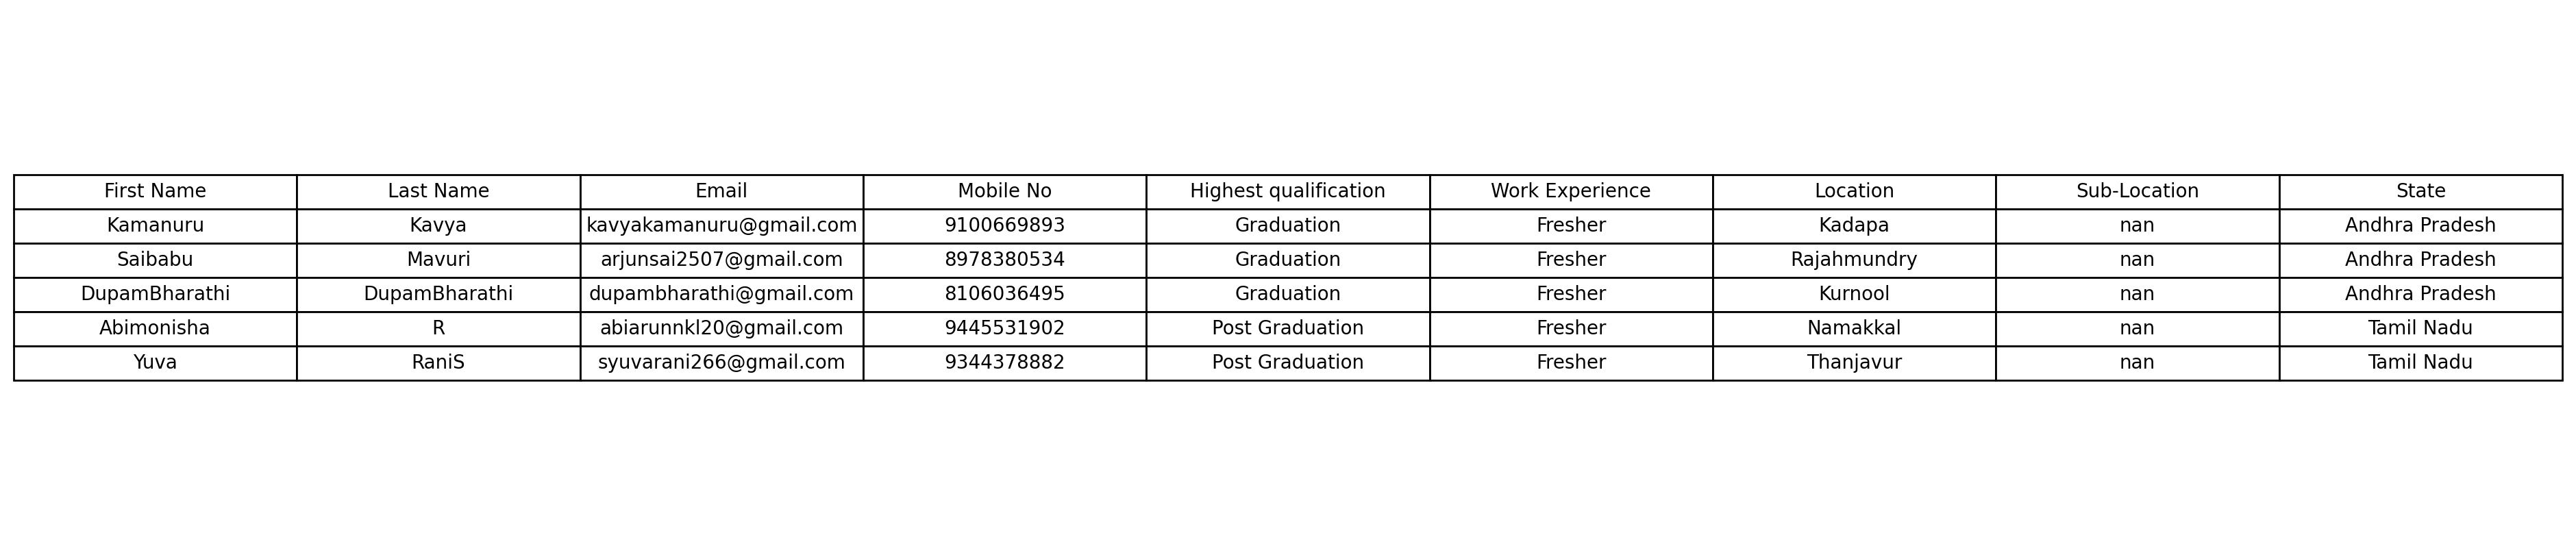 First Name Last Name Email Mobile No Highest qualification Work Experience Location Sub-Location State
Kamanuru Kavya kavyakamanuru@gmail.com 9100669893 Graduation Fresher Kadapa nan Andhra Pradesh
Saibabu Mavuri arjunsai2507@gmail.com 8978380534 Graduation Fresher Rajahmundry nan Andhra Pradesh
DupamBharathi DupamBharathi dupambharathi@gmail.com 8106036495 Graduation Fresher Kurnool nan Andhra Pradesh
Abimonisha R abiarunnkl20@gmail.com 9445531902 Post Graduation Fresher Namakkal nan Tamil Nadu
Yuva RaniS syuvarani266@gmail.com 9344378882 Post Graduation Fresher Thanjavur nan Tamil Nadu